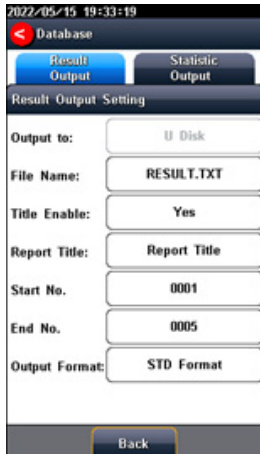 2022/05/15 19:33:19
< Database
Result Output
Statistic Output
Result Output Setting
Output to: U Disk
File Name: RESULT.TXT
Title Enable: Yes
Report Title: Report Title
Start No. 0001
End No. 0005
Output Format: STD Format
Back